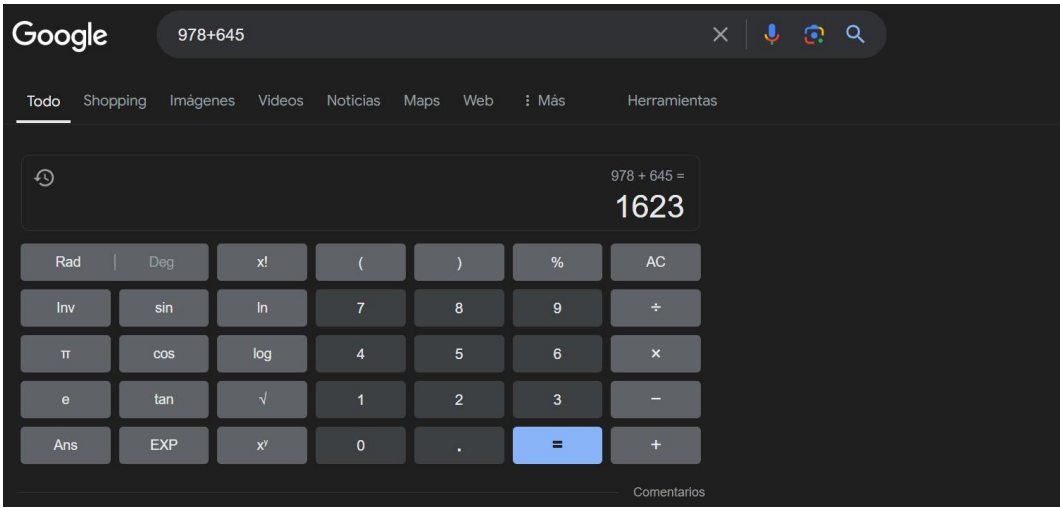 Google 978+645
Todo Shopping Imágenes Videos Noticias Maps Web Más Herramientas
978 + 645 =
1623
Rad | Deg x! ( ) % AC
Inv sin ln 7 8 9 ÷
π cos log 4 5 6 ×
e tan √ 1 2 3 −
Ans EXP xʸ 0 . = +
Comentarios